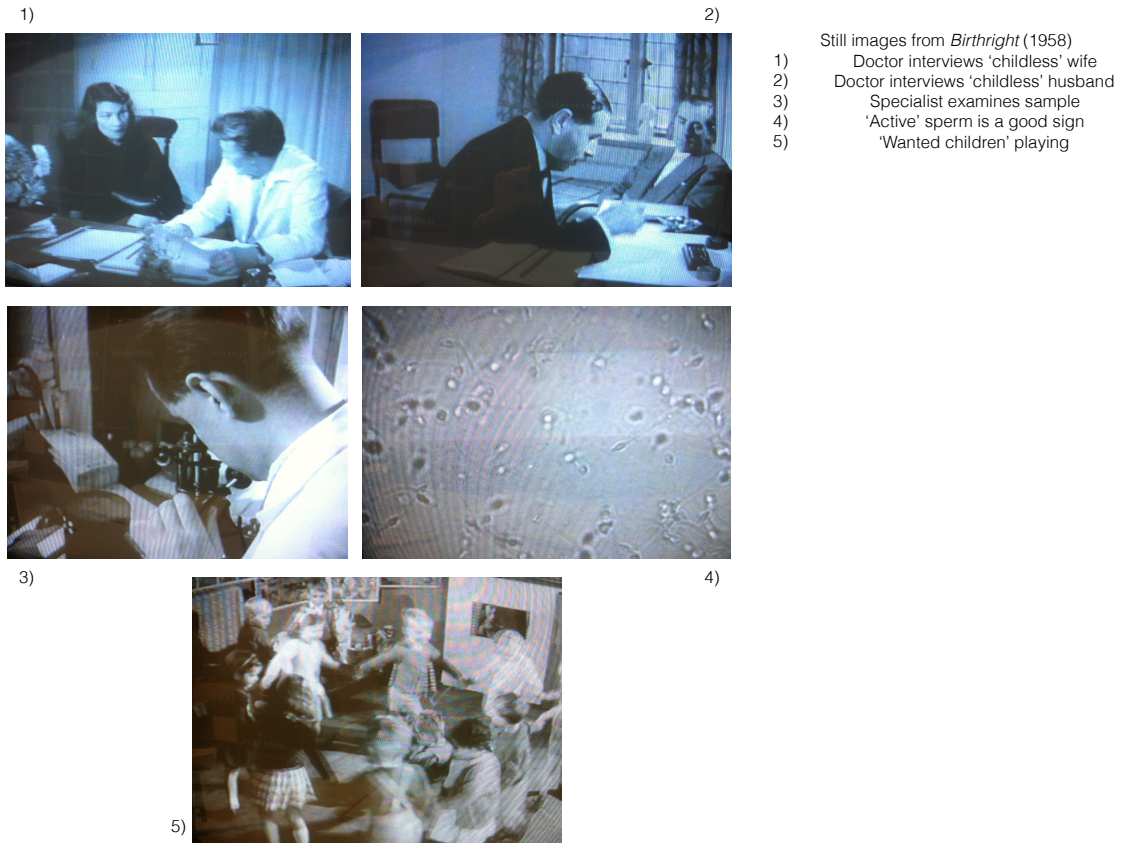 1)
2)
Still images from Birthright (1958)
1) Doctor interviews ‘childless’ wife
2) Doctor interviews ‘childless’ husband
3) Specialist examines sample
4) ‘Active’ sperm is a good sign
5) ‘Wanted children’ playing
3)
4)
5)